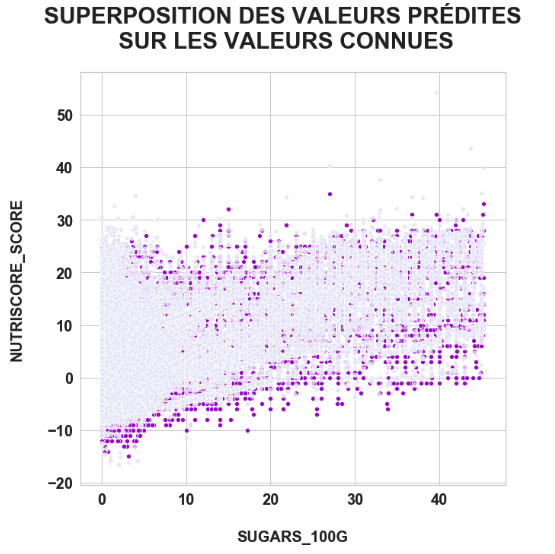 SUPERPOSITION DES VALEURS PRÉDITES
SUR LES VALEURS CONNUES
50
40
30
20
10
0
−10
−20
NUTRISCORE_SCORE
0 10 20 30 40
SUGARS_100G